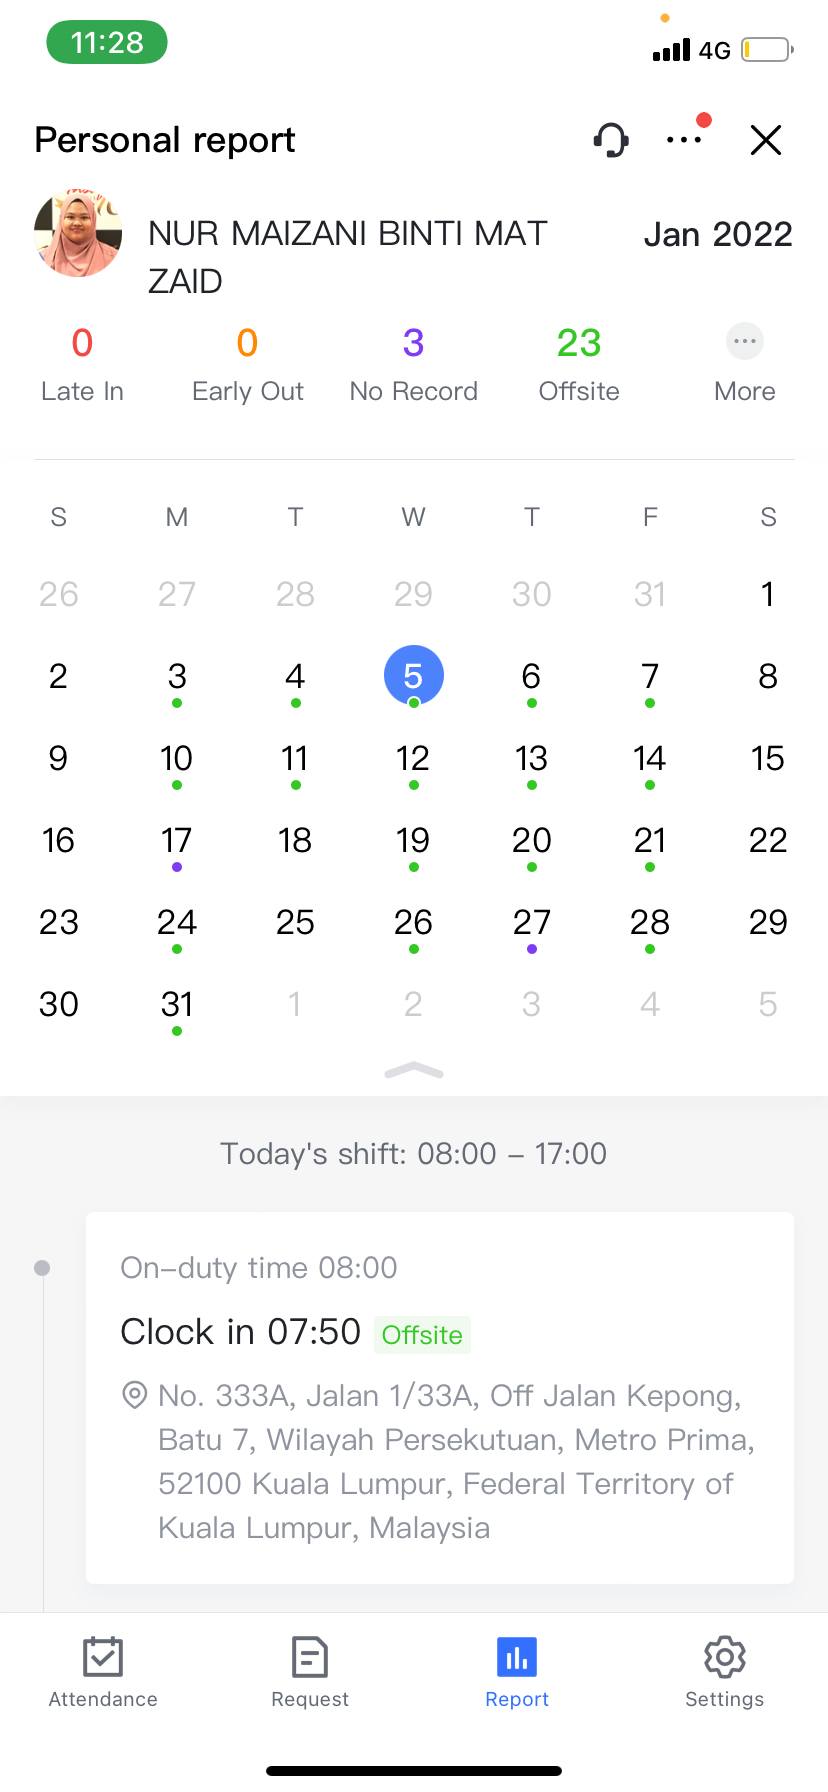 11:28
4G
Personal report
NUR MAIZANI BINTI MAT
ZAID
Jan 2022
0 0 3 23
Late In Early Out No Record Offsite More
S M T W T F S
26 27 28 29 30 31 1
2 3 4 5 6 7 8
9 10 11 12 13 14 15
16 17 18 19 20 21 22
23 24 25 26 27 28 29
30 31 1 2 3 4 5
Today's shift: 08:00 – 17:00
On–duty time 08:00
Clock in 07:50 Offsite
No. 333A, Jalan 1/33A, Off Jalan Kepong,
Batu 7, Wilayah Persekutuan, Metro Prima,
52100 Kuala Lumpur, Federal Territory of
Kuala Lumpur, Malaysia
Attendance Request Report Settings